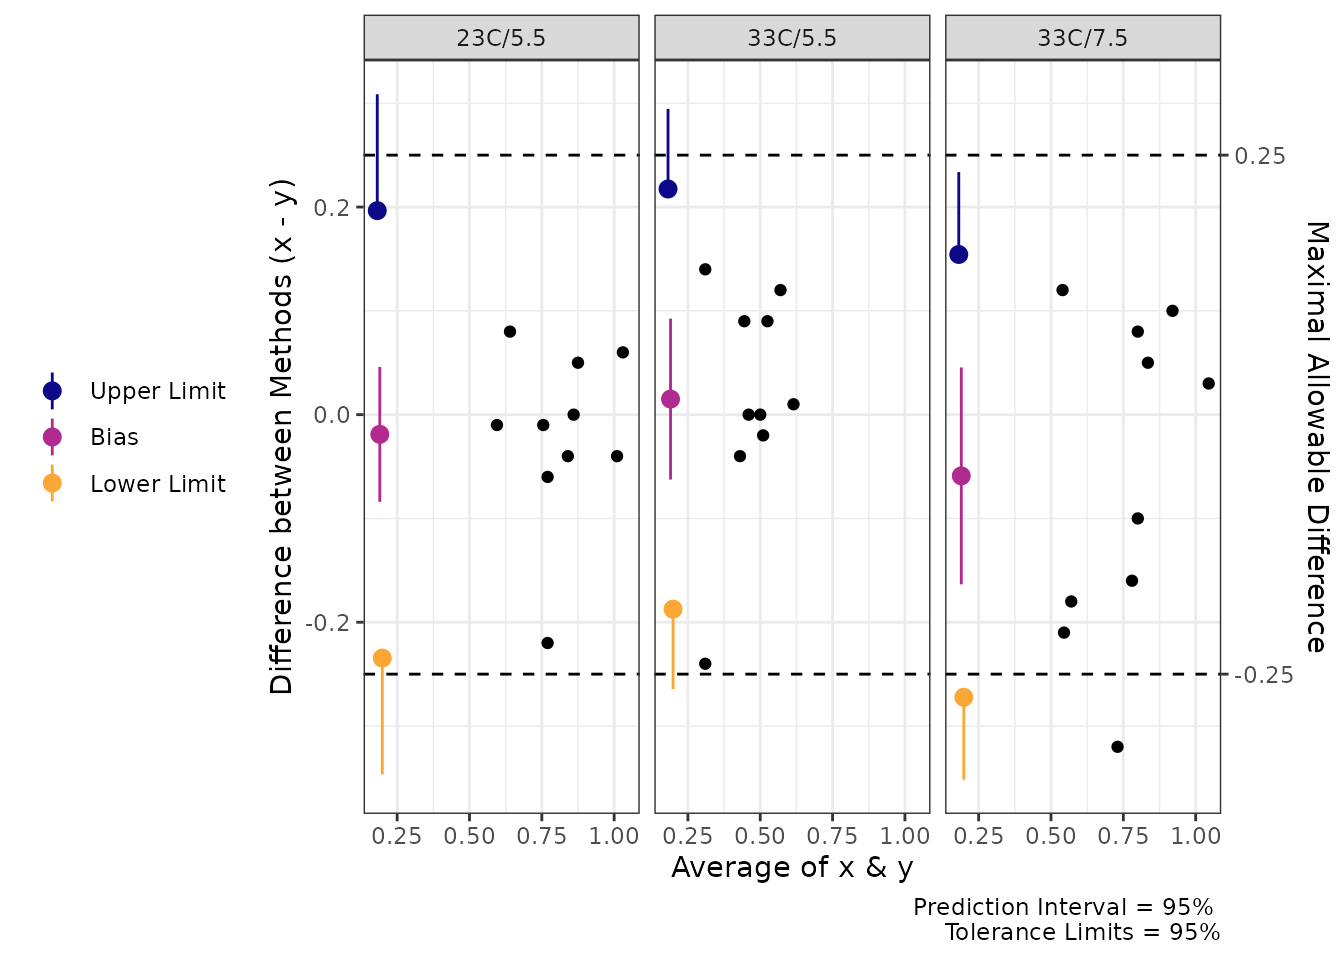 23C/5.5
33C/5.5
33C/7.5
Upper Limit
Bias
Lower Limit
Difference between Methods (x - y)
0.2
0.0
-0.2
0.25
-0.25
Maximal Allowable Difference
0.25 0.50 0.75 1.00
0.25 0.50 0.75 1.00
0.25 0.50 0.75 1.00
Average of x & y
Prediction Interval = 95%
Tolerance Limits = 95%